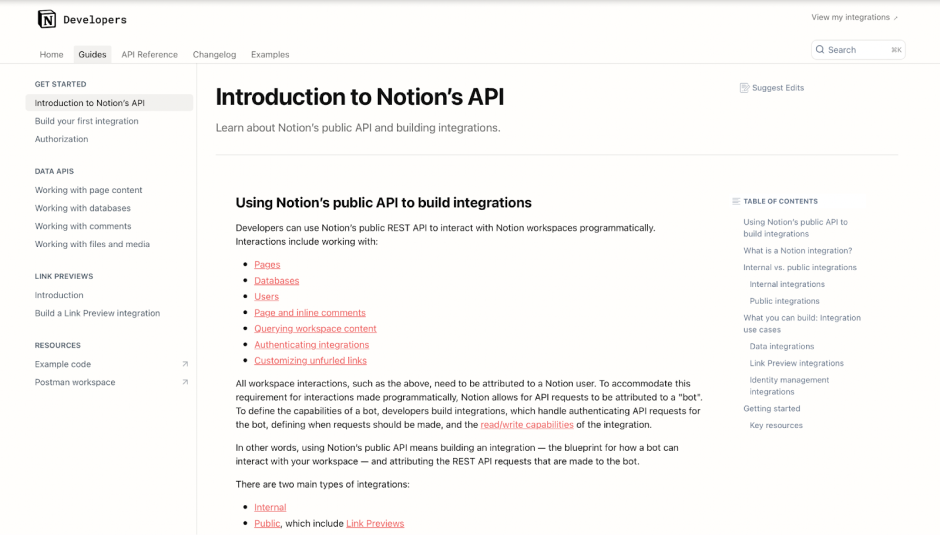 Developers
View my integrations
Home Guides API Reference Changelog Examples
Search ⌘K
GET STARTED
Introduction to Notion's API
Build your first integration
Authorization
DATA APIS
Working with page content
Working with databases
Working with comments
Working with files and media
LINK PREVIEWS
Introduction
Build a Link Preview integration
RESOURCES
Example code
Postman workspace
Introduction to Notion's API
Learn about Notion's public API and building integrations.
Suggest Edits
Using Notion's public API to build integrations
Developers can use Notion's public REST API to interact with Notion workspaces programmatically.
Interactions include working with:
Pages
Databases
Users
Page and inline comments
Querying workspace content
Authenticating integrations
Customizing unfurled links
All workspace interactions, such as the above, need to be attributed to a Notion user. To accommodate this
requirement for interactions made programmatically, Notion allows for API requests to be attributed to a "bot".
To define the capabilities of a bot, developers build integrations, which handle authenticating API requests for
the bot, defining when requests should be made, and the read/write capabilities of the integration.
In other words, using Notion's public API means building an integration — the blueprint for how a bot can
interact with your workspace — and attributing the REST API requests that are made to the bot.
There are two main types of integrations:
Internal
Public, which include Link Previews
TABLE OF CONTENTS
Using Notion's public API to
build integrations
What is a Notion integration?
Internal vs. public integrations
Internal integrations
Public integrations
What you can build: Integration
use cases
Data integrations
Link Preview integrations
Identity management
integrations
Getting started
Key resources